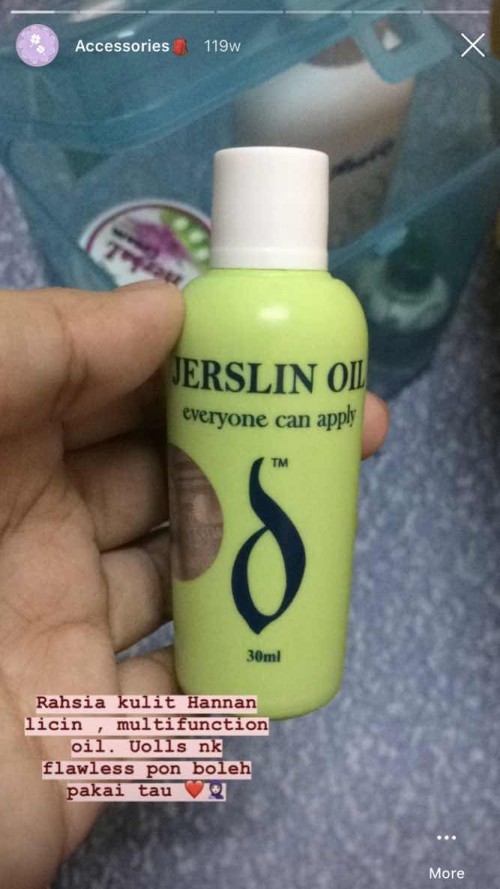 Accessories 119w
JERSLIN OIL
everyone can apply
TM
30ml
Rahsia kulit Hannan
licin , multifunction
oil. Uolls nk
flawless pon boleh
pakai tau ❤️🧕🏻
More